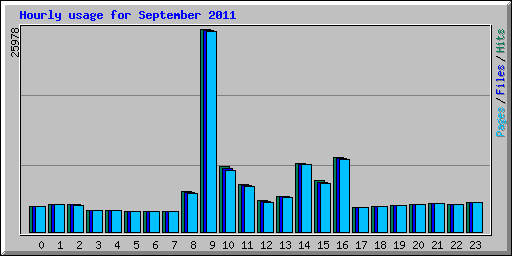 Hourly usage for September 2011
25978
Pages/Files/Hits
0 1 2 3 4 5 6 7 8 9 10 11 12 13 14 15 16 17 18 19 20 21 22 23